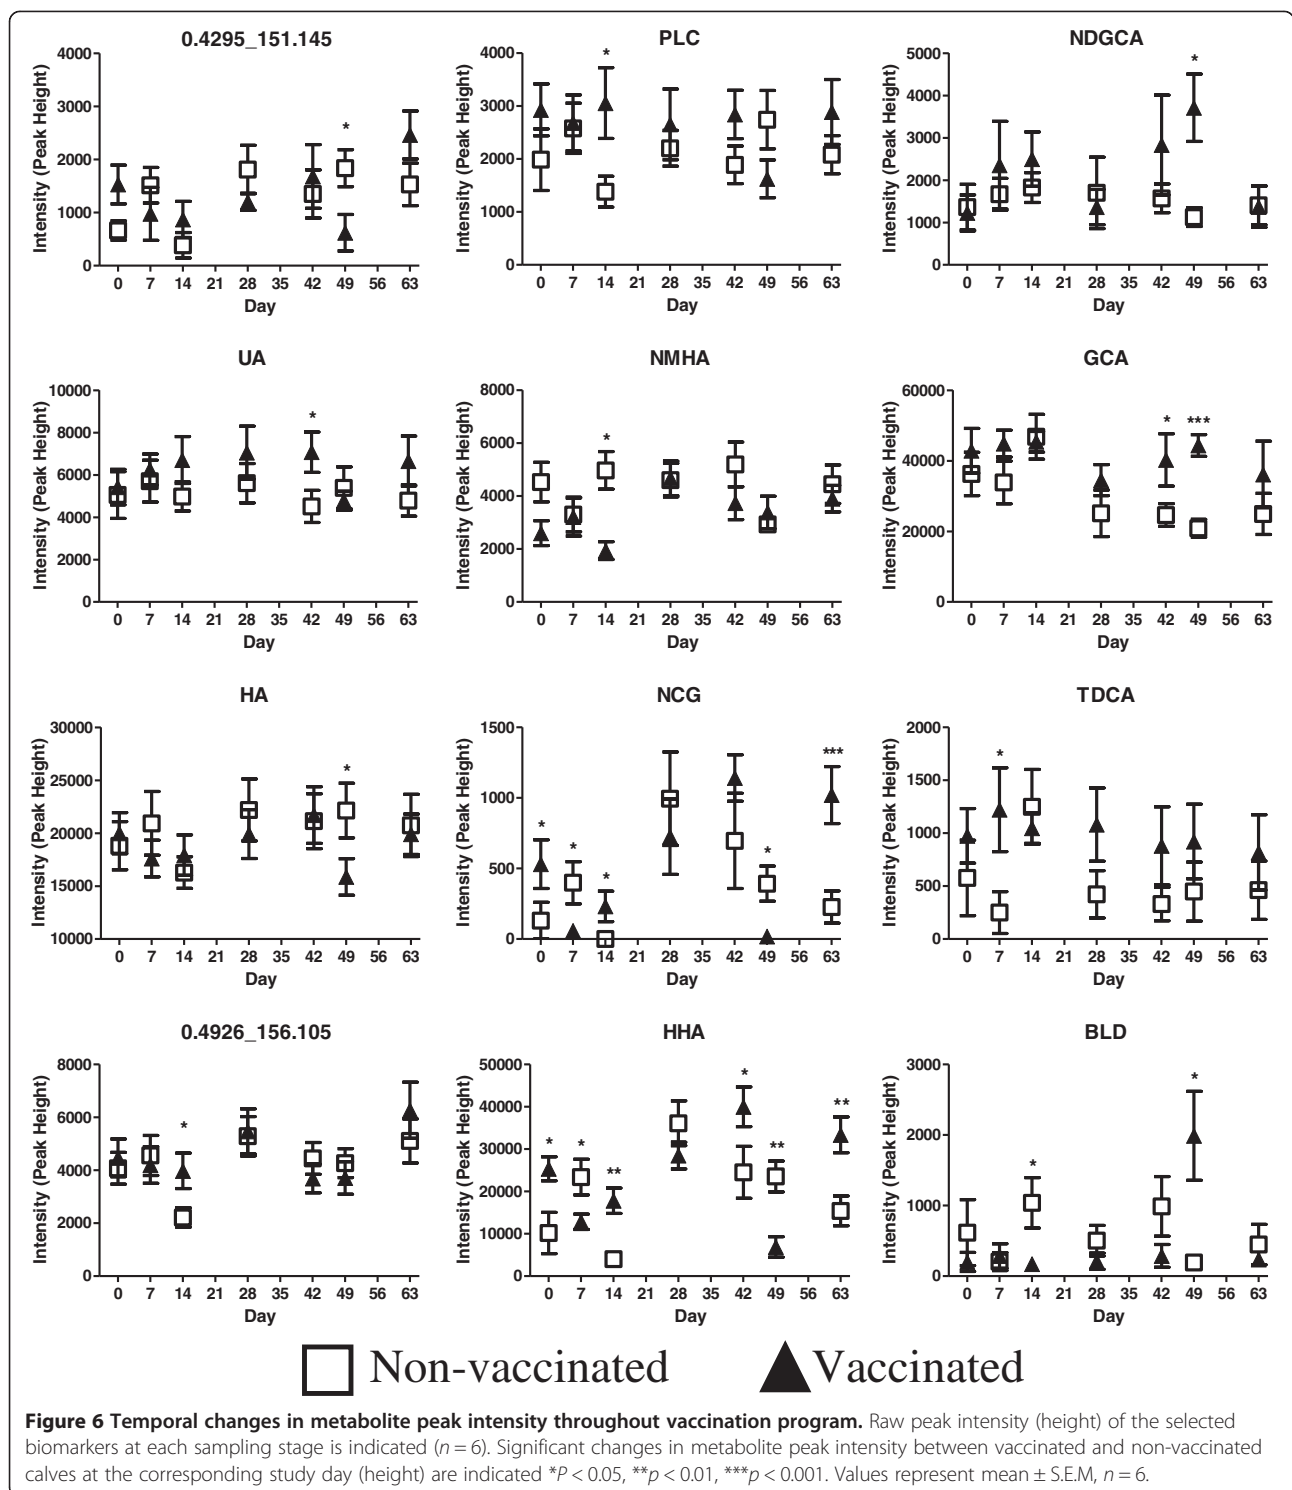 0.4295_151.145
Intensity (Peak Height)
4000
3000
2000
1000
0
0 7 14 21 28 35 42 49 56 63
Day
*
PLC
Intensity (Peak Height)
4000
3000
2000
1000
0
0 7 14 21 28 35 42 49 56 63
Day
*
NDGCA
Intensity (Peak Height)
5000
4000
3000
2000
1000
0
0 7 14 21 28 35 42 49 56 63
Day
*
UA
Intensity (Peak Height)
10000
8000
6000
4000
2000
0
0 7 14 21 28 35 42 49 56 63
Day
*
NMHA
Intensity (Peak Height)
8000
6000
4000
2000
0
0 7 14 21 28 35 42 49 56 63
Day
*
GCA
Intensity (Peak Height)
60000
40000
20000
0
0 7 14 21 28 35 42 49 56 63
Day
* ***
HA
Intensity (Peak Height)
30000
25000
20000
15000
10000
0 7 14 21 28 35 42 49 56 63
Day
*
NCG
Intensity (Peak Height)
1500
1000
500
0
0 7 14 21 28 35 42 49 56 63
Day
* * * * ***
TDCA
Intensity (Peak Height)
2000
1500
1000
500
0
0 7 14 21 28 35 42 49 56 63
Day
*
0.4926_156.105
Intensity (Peak Height)
8000
6000
4000
2000
0
0 7 14 21 28 35 42 49 56 63
Day
*
HHA
Intensity (Peak Height)
50000
40000
30000
20000
10000
0
0 7 14 21 28 35 42 49 56 63
Day
* * ** * ** **
BLD
Intensity (Peak Height)
3000
2000
1000
0
0 7 14 21 28 35 42 49 56 63
Day
* *
Non-vaccinated Vaccinated
Figure 6 Temporal changes in metabolite peak intensity throughout vaccination program. Raw peak intensity (height) of the selected
biomarkers at each sampling stage is indicated (n = 6). Significant changes in metabolite peak intensity between vaccinated and non-vaccinated
calves at the corresponding study day (height) are indicated *P < 0.05, **p < 0.01, ***p < 0.001. Values represent mean ± S.E.M, n = 6.